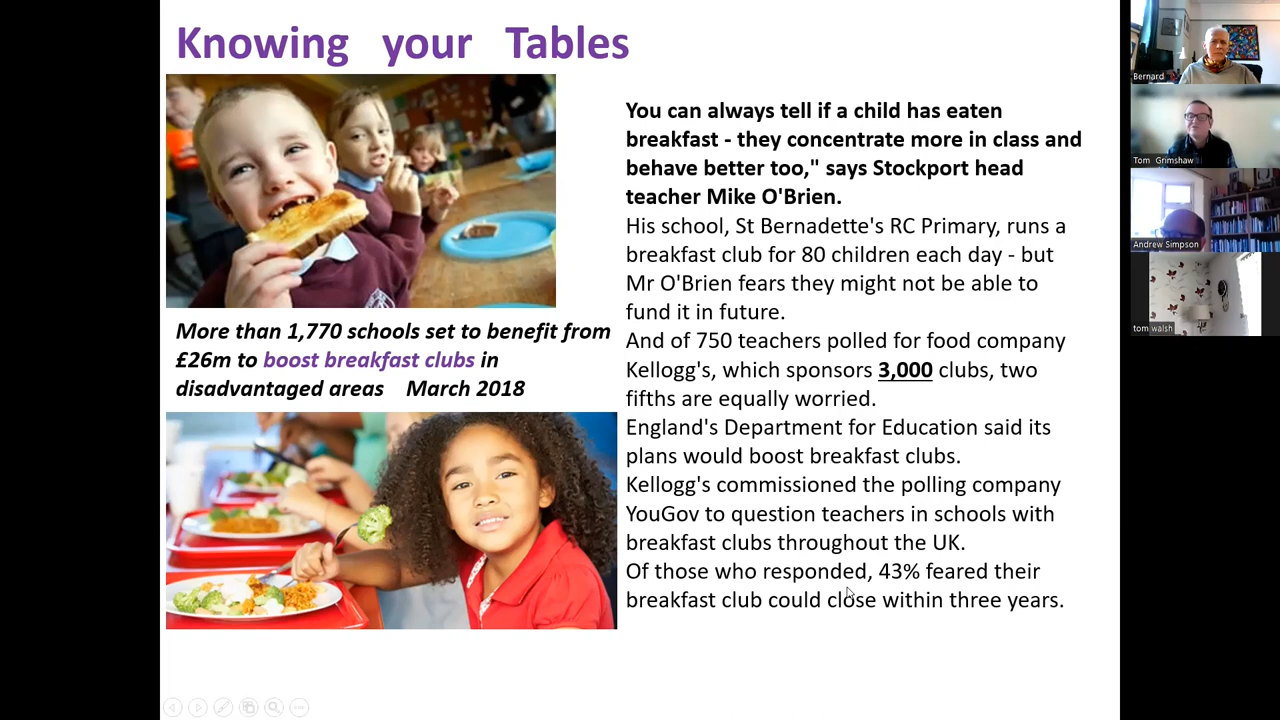 Knowing your Tables
More than 1,770 schools set to benefit from
£26m to boost breakfast clubs in
disadvantaged areas March 2018
You can always tell if a child has eaten
breakfast - they concentrate more in class and
behave better too," says Stockport head
teacher Mike O'Brien.
His school, St Bernadette's RC Primary, runs a
breakfast club for 80 children each day - but
Mr O'Brien fears they might not be able to
fund it in future.
And of 750 teachers polled for food company
Kellogg's, which sponsors 3,000 clubs, two
fifths are equally worried.
England's Department for Education said its
plans would boost breakfast clubs.
Kellogg's commissioned the polling company
YouGov to question teachers in schools with
breakfast clubs throughout the UK.
Of those who responded, 43% feared their
breakfast club could close within three years.
Bernard
Tom Grimshaw
Andrew Simpson
tom walsh